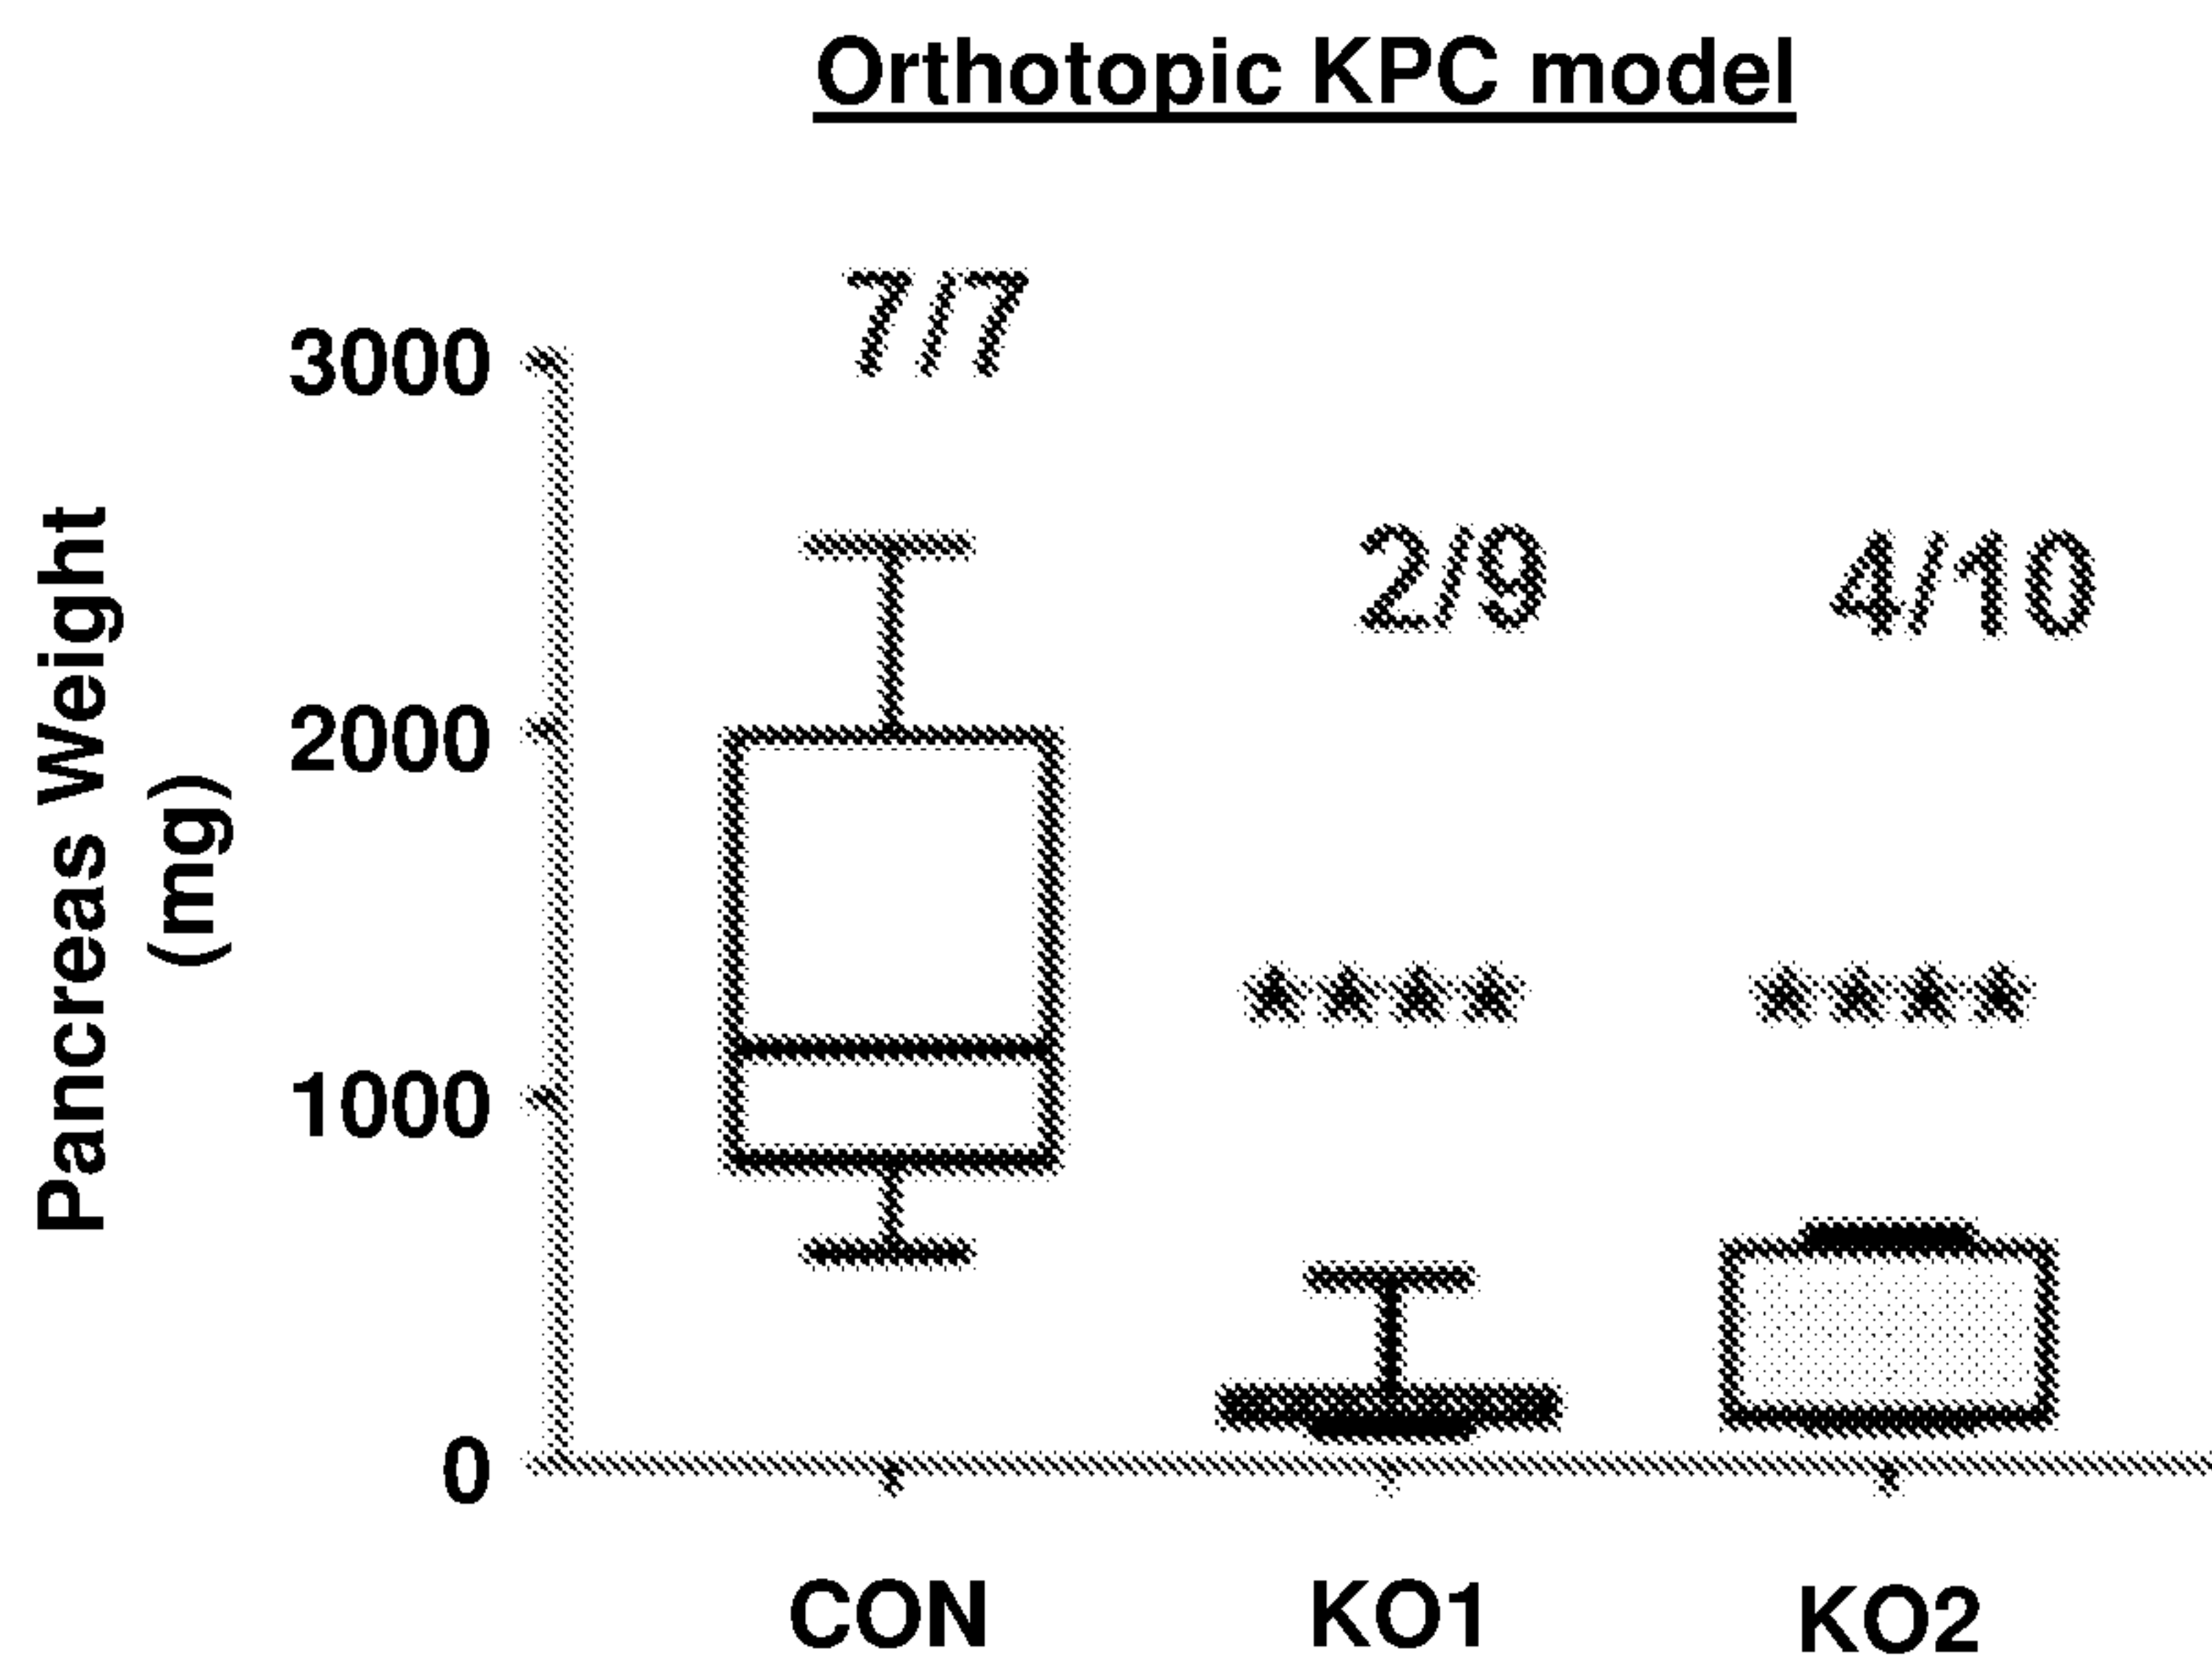 Orthotopic KPC model
7/7
3000
2/9
4/10
2000
Pancreas Weight
(mg)
****
****
1000
0
CON
KO1
KO2